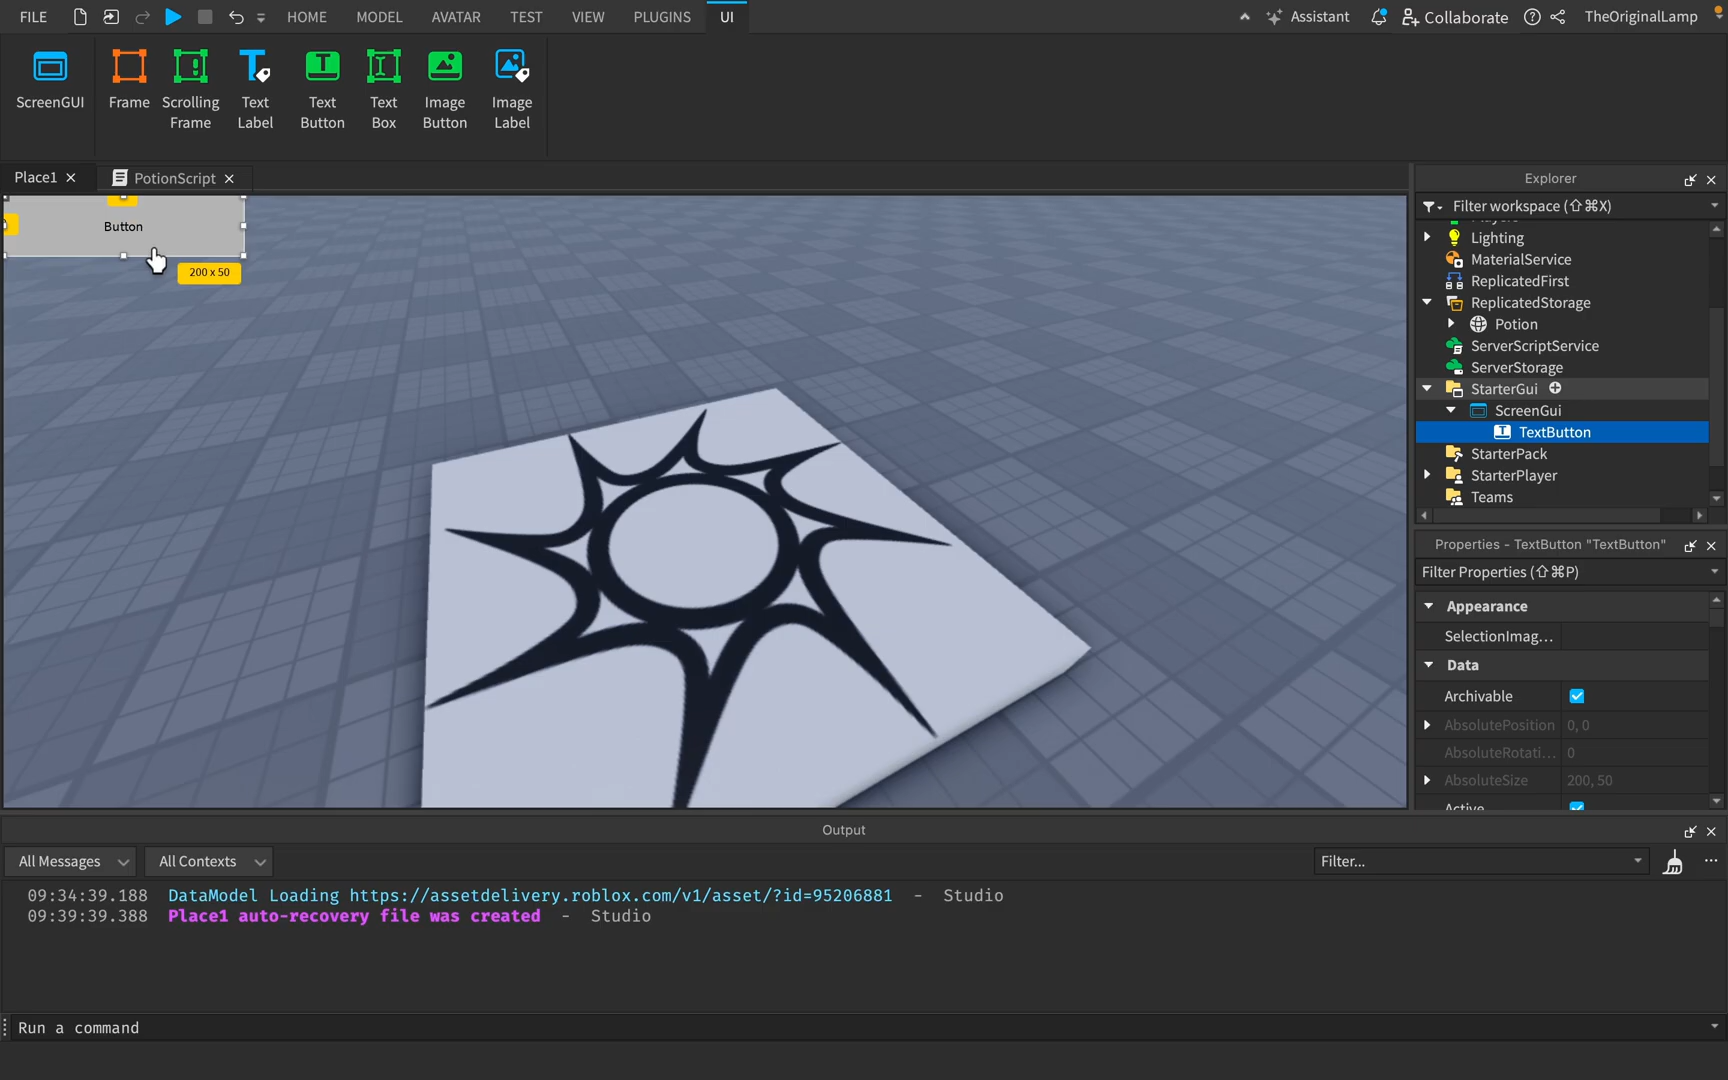 FILE HOME MODEL AVATAR TEST VIEW PLUGINS UI Assistant Collaborate TheOriginalLamp
ScreenGUI Frame Scrolling Frame Text Label Text Button Text Box Image Button Image Label
Place1 PotionScript
Button
200 x 50
Explorer
Filter workspace (⇧⌘X)
Lighting
MaterialService
ReplicatedFirst
ReplicatedStorage
Potion
ServerScriptService
ServerStorage
StarterGui
ScreenGui
TextButton
StarterPack
StarterPlayer
Teams
Properties - TextButton "TextButton"
Filter Properties (⇧⌘P)
Appearance
SelectionImag...
Data
Archivable
AbsolutePosition 0, 0
AbsoluteRotati... 0
AbsoluteSize 200, 50
Active
Output
All Messages All Contexts Filter...
09:34:39.188 DataModel Loading https://assetdelivery.roblox.com/v1/asset/?id=95206881 - Studio
09:39:39.388 Place1 auto-recovery file was created - Studio
Run a command